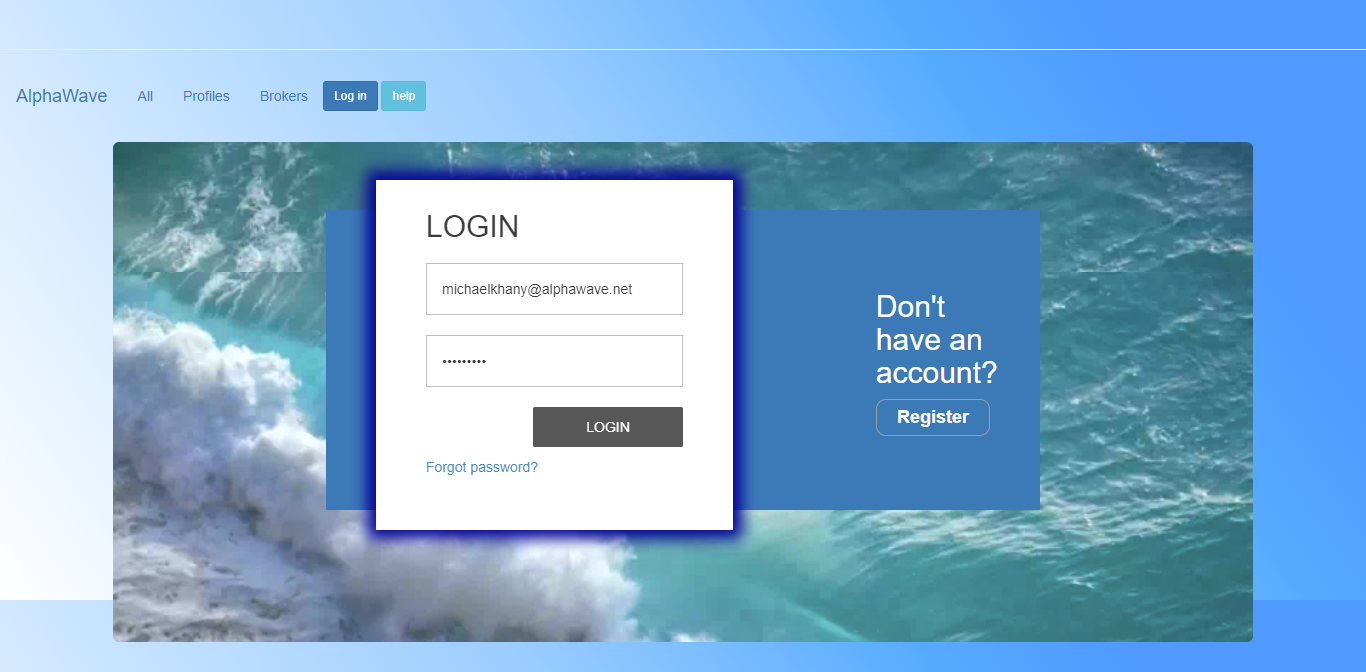 AlphaWave All Profiles Brokers Log in help
LOGIN
michaelkhany@alphawave.net
•••••••••
LOGIN
Forgot password?
Don't
have an
account?
Register